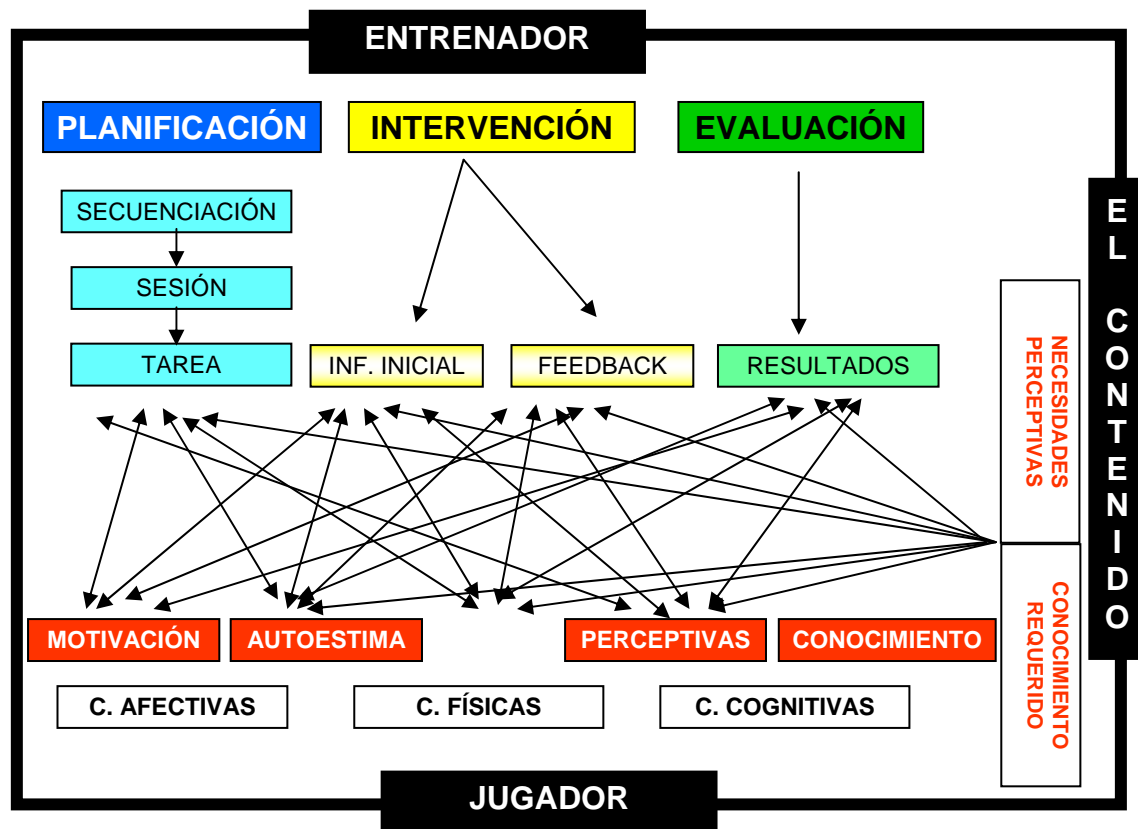 ENTRENADOR
PLANIFICACIÓN
INTERVENCIÓN
EVALUACIÓN
SECUENCIACIÓN
SESIÓN
TAREA
INF. INICIAL
FEEDBACK
RESULTADOS
EL CONTENIDO
NECESIDADES
PERCEPTIVAS
CONOCIMIENTO
REQUERIDO
MOTIVACIÓN
AUTOESTIMA
PERCEPTIVAS
CONOCIMIENTO
C. AFECTIVAS
C. FÍSICAS
C. COGNITIVAS
JUGADOR